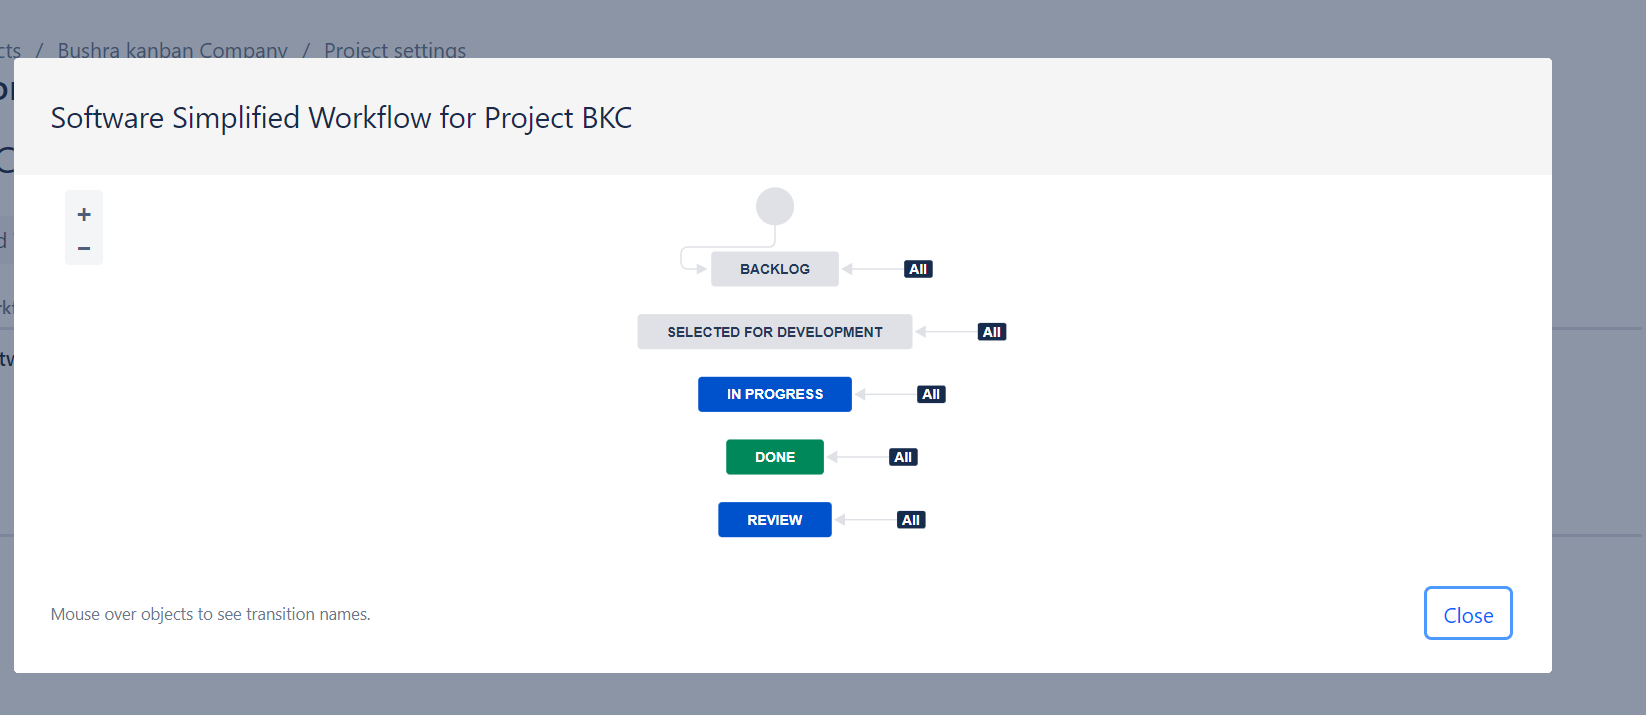 / Bushra kanban Company / Project settings
Software Simplified Workflow for Project BKC
+
−
BACKLOG All
SELECTED FOR DEVELOPMENT All
IN PROGRESS All
DONE All
REVIEW All
Mouse over objects to see transition names.
Close